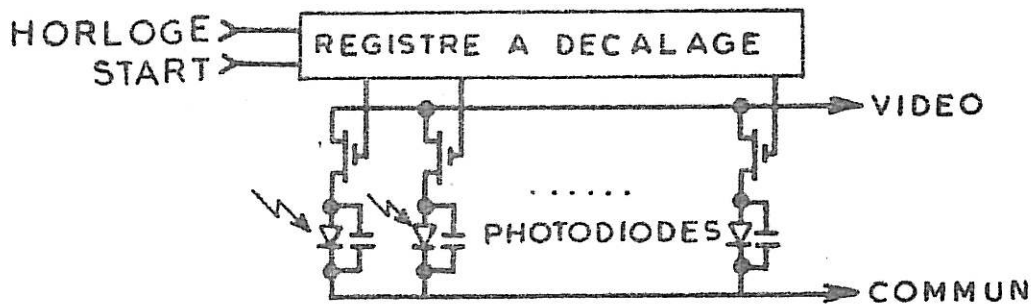 HORLOGE
START
REGISTRE A DECALAGE
VIDEO
......
PHOTODIODES
COMMUN